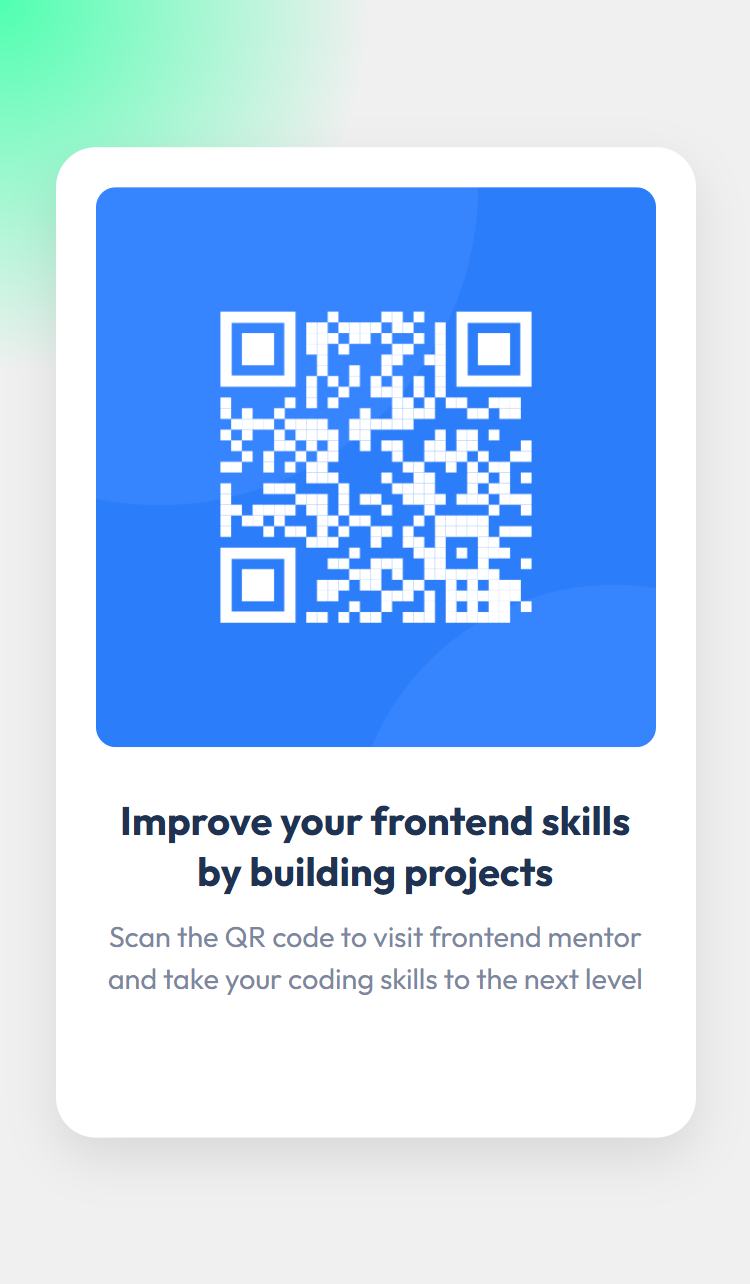 Improve your frontend skills
by building projects
Scan the QR code to visit frontend mentor
and take your coding skills to the next level